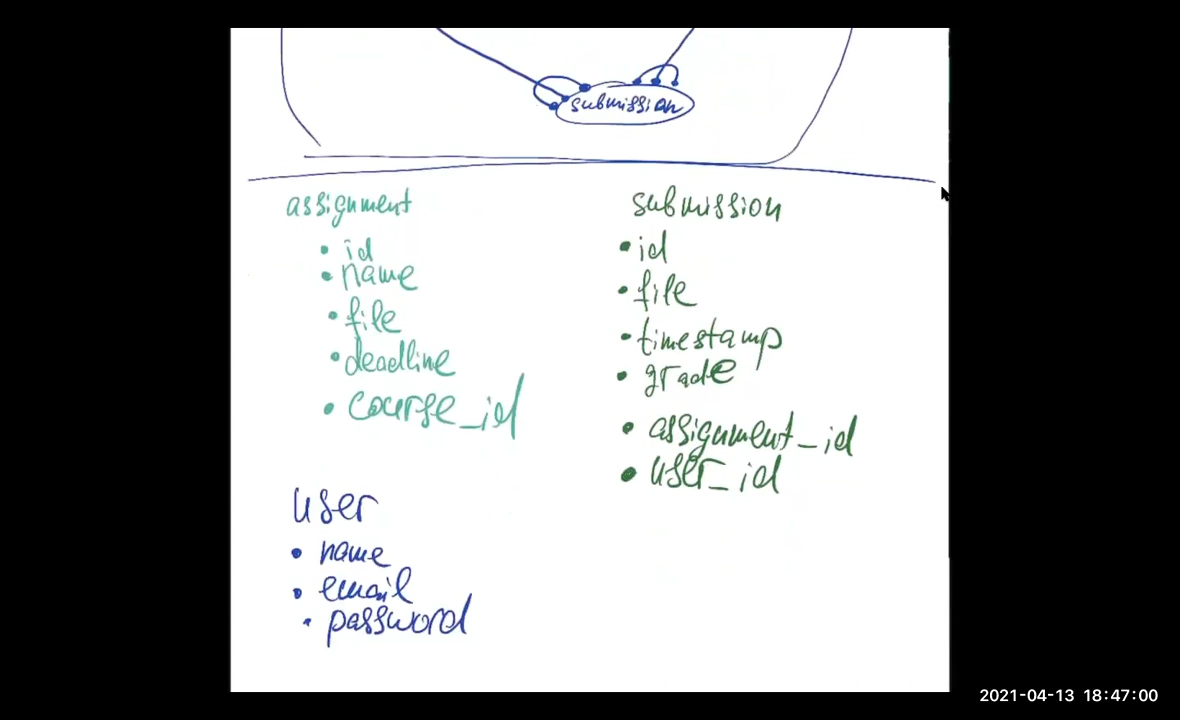 submission
assignment
• id
• name
• file
• deadline
• course_id
submission
• id
• file
• timestamp
• grade
• assignment_id
• user_id
user
• name
• email
• password
2021-04-13 18:47:00